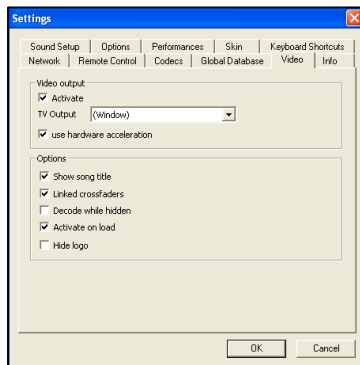 Settings
Sound Setup Options Performances Skin Keyboard Shortcuts
Network Remote Control Codecs Global Database Video Info
Video output
Activate
TV Output (Window)
use hardware acceleration
Options
Show song title
Linked crossfaders
Decode while hidden
Activate on load
Hide logo
OK Cancel